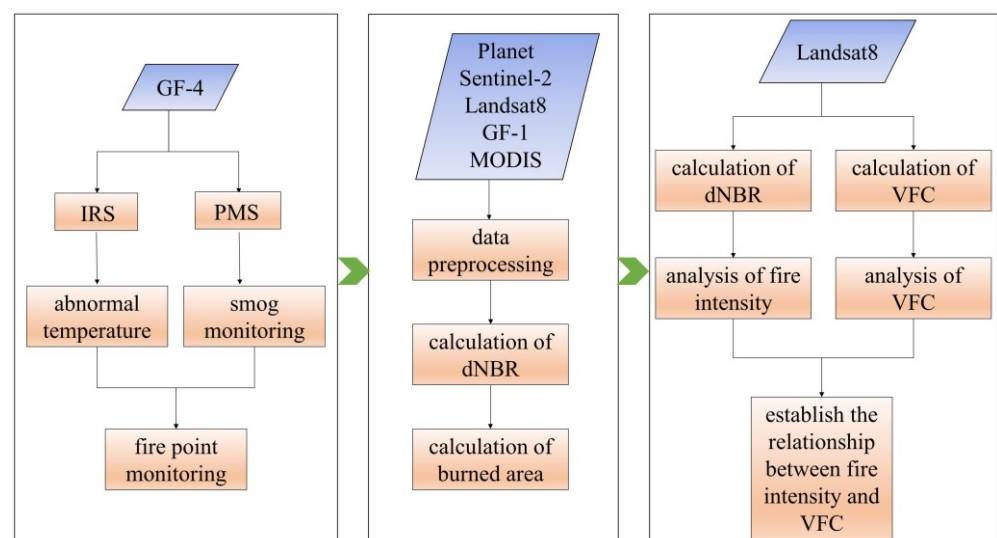 GF-4
IRS
PMS
abnormal
temperature
smog
monitoring
fire point
monitoring
Planet
Sentinel-2
Landsat8
GF-1
MODIS
data
preprocessing
calculation of
dNBR
calculation of
burned area
Landsat8
calculation of
dNBR
calculation of
VFC
analysis of fire
intensity
analysis of
VFC
establish the
relationship
between fire
intensity and
VFC